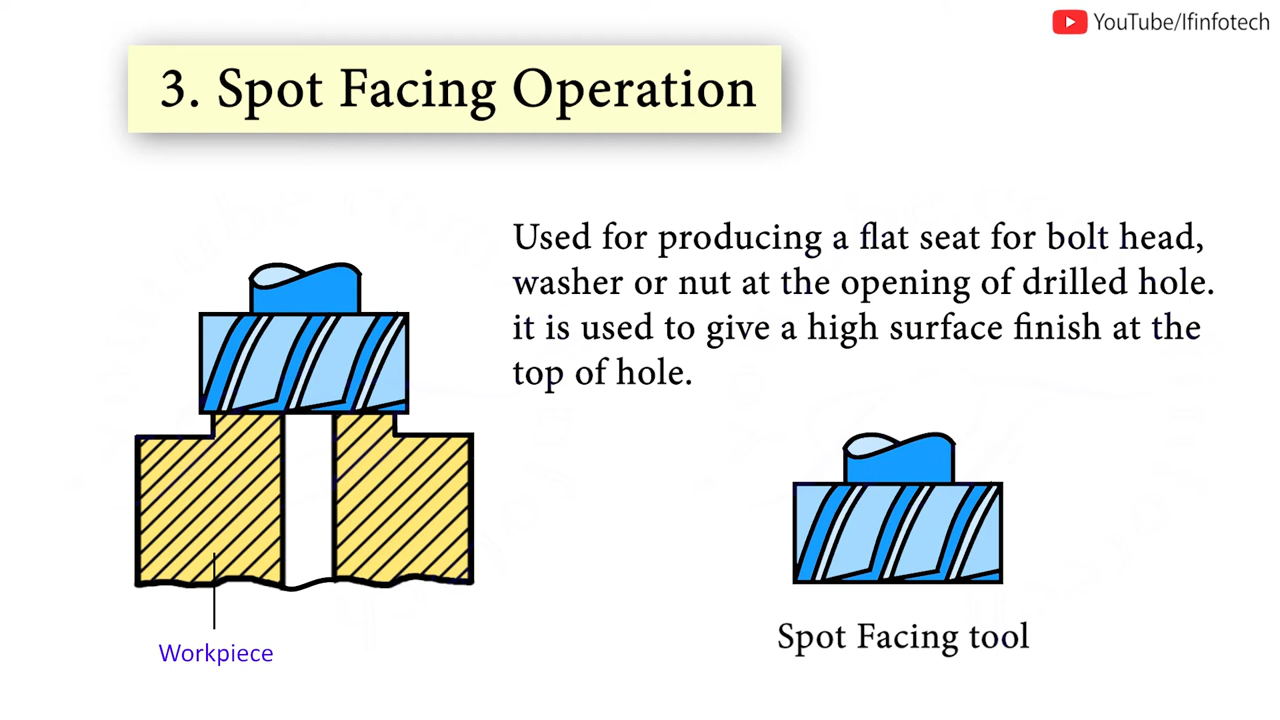 YouTube/Ifinfotech
3. Spot Facing Operation
Used for producing a flat seat for bolt head,
washer or nut at the opening of drilled hole.
it is used to give a high surface finish at the
top of hole.
Workpiece
Spot Facing tool